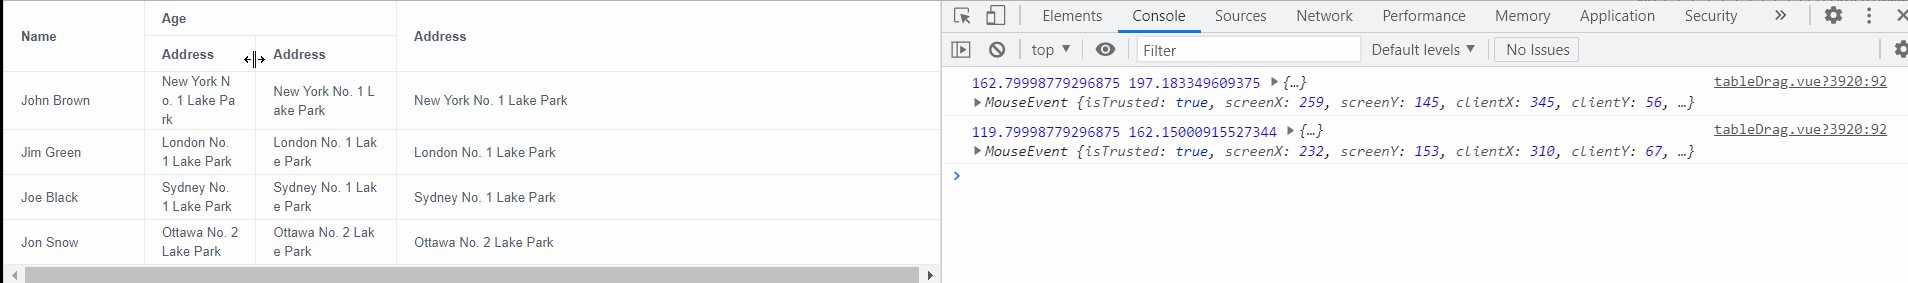 Name
Age
Address
Address
Address
John Brown
New York N
o. 1 Lake Pa
rk
New York No. 1 L
ake Park
New York No. 1 Lake Park
Jim Green
London No.
1 Lake Park
London No. 1 Lak
e Park
London No. 1 Lake Park
Joe Black
Sydney No.
1 Lake Park
Sydney No. 1 Lak
e Park
Sydney No. 1 Lake Park
Jon Snow
Ottawa No. 2
Lake Park
Ottawa No. 2 Lak
e Park
Ottawa No. 2 Lake Park
Elements Console Sources Network Performance Memory Application Security »
top ▼ Filter Default levels ▼ No Issues
162.79998779296875 197.183349609375 ▶{…} tableDrag.vue?3920:92
▶MouseEvent {isTrusted: true, screenX: 259, screenY: 145, clientX: 345, clientY: 56, …}
119.79998779296875 162.15000915527344 ▶{…} tableDrag.vue?3920:92
▶MouseEvent {isTrusted: true, screenX: 232, screenY: 153, clientX: 310, clientY: 67, …}
>